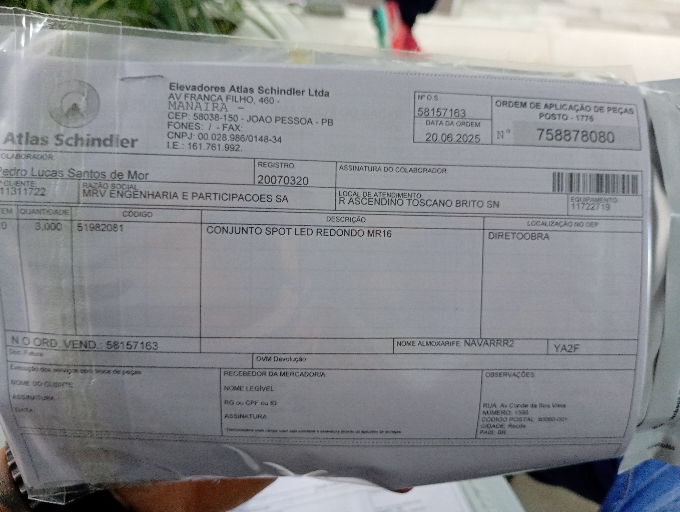 Atlas Schindler
Elevadores Atlas Schindler Ltda
AV FRANCA FILHO, 460 -
MANAIRA -
CEP: 58038-150 - JOAO PESSOA - PB
FONES: / - FAX:
CNPJ: 00.028.986/0148-34
I.E.: 161.761.992.
Nº O.S.
58157163
DATA DA ORDEM
20.06.2025
ORDEM DE APLICAÇÃO DE PEÇAS
POSTO - 1776
Nº 758878080
COLABORADOR
Pedro Lucas Santos de Mor
REGISTRO
20070320
ASSINATURA DO COLABORADOR
CLIENTE
11311722
RAZÃO SOCIAL
MRV ENGENHARIA E PARTICIPACOES SA
LOCAL DE ATENDIMENTO
R ASCENDINO TOSCANO BRITO SN
EQUIPAMENTO
11722719
QUANTIDADE CÓDIGO DESCRIÇÃO LOCALIZAÇÃO NO DEP
0 3,000 51982081 CONJUNTO SPOT LED REDONDO MR16 DIRETOOBRA
N O ORD. VEND.: 58157163
NOME ALMOXARIFE NAVARRR2 YA2F
OVM Devolução
NOME DO CLIENTE
ASSINATURA
RECEBEDOR DA MERCADORIA
NOME LEGÍVEL
RG ou CPF ou ID
ASSINATURA
OBSERVAÇÕES
RUA: Av Conde da Boa Vista
CIDADE: Recife
PAIS: BR